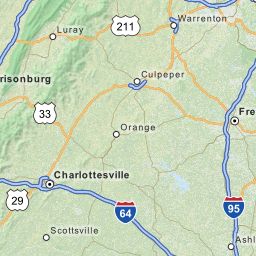 Luray
211
Warrenton
Culpeper
risonburg
33
Fre
Orange
Charlottesville
29
64
95
Scottsville
Ashl